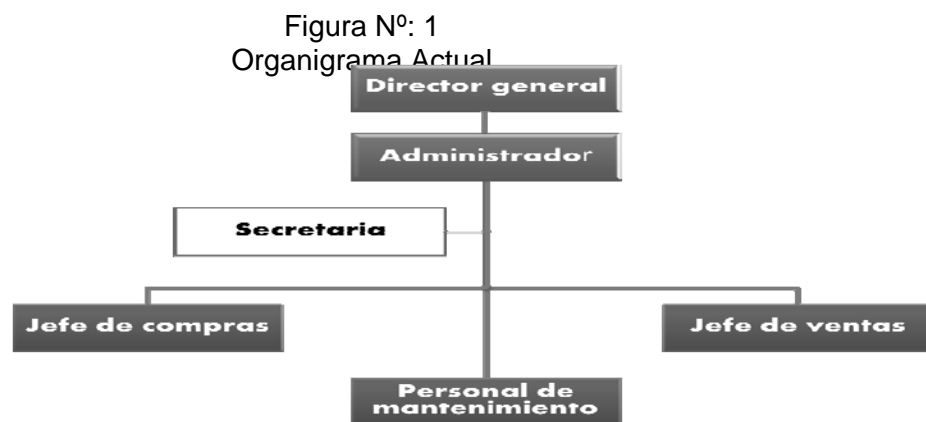 Figura Nº: 1
Organigrama Actual
Director general
Administrador
Secretaria
Jefe de compras
Jefe de ventas
Personal de
mantenimiento